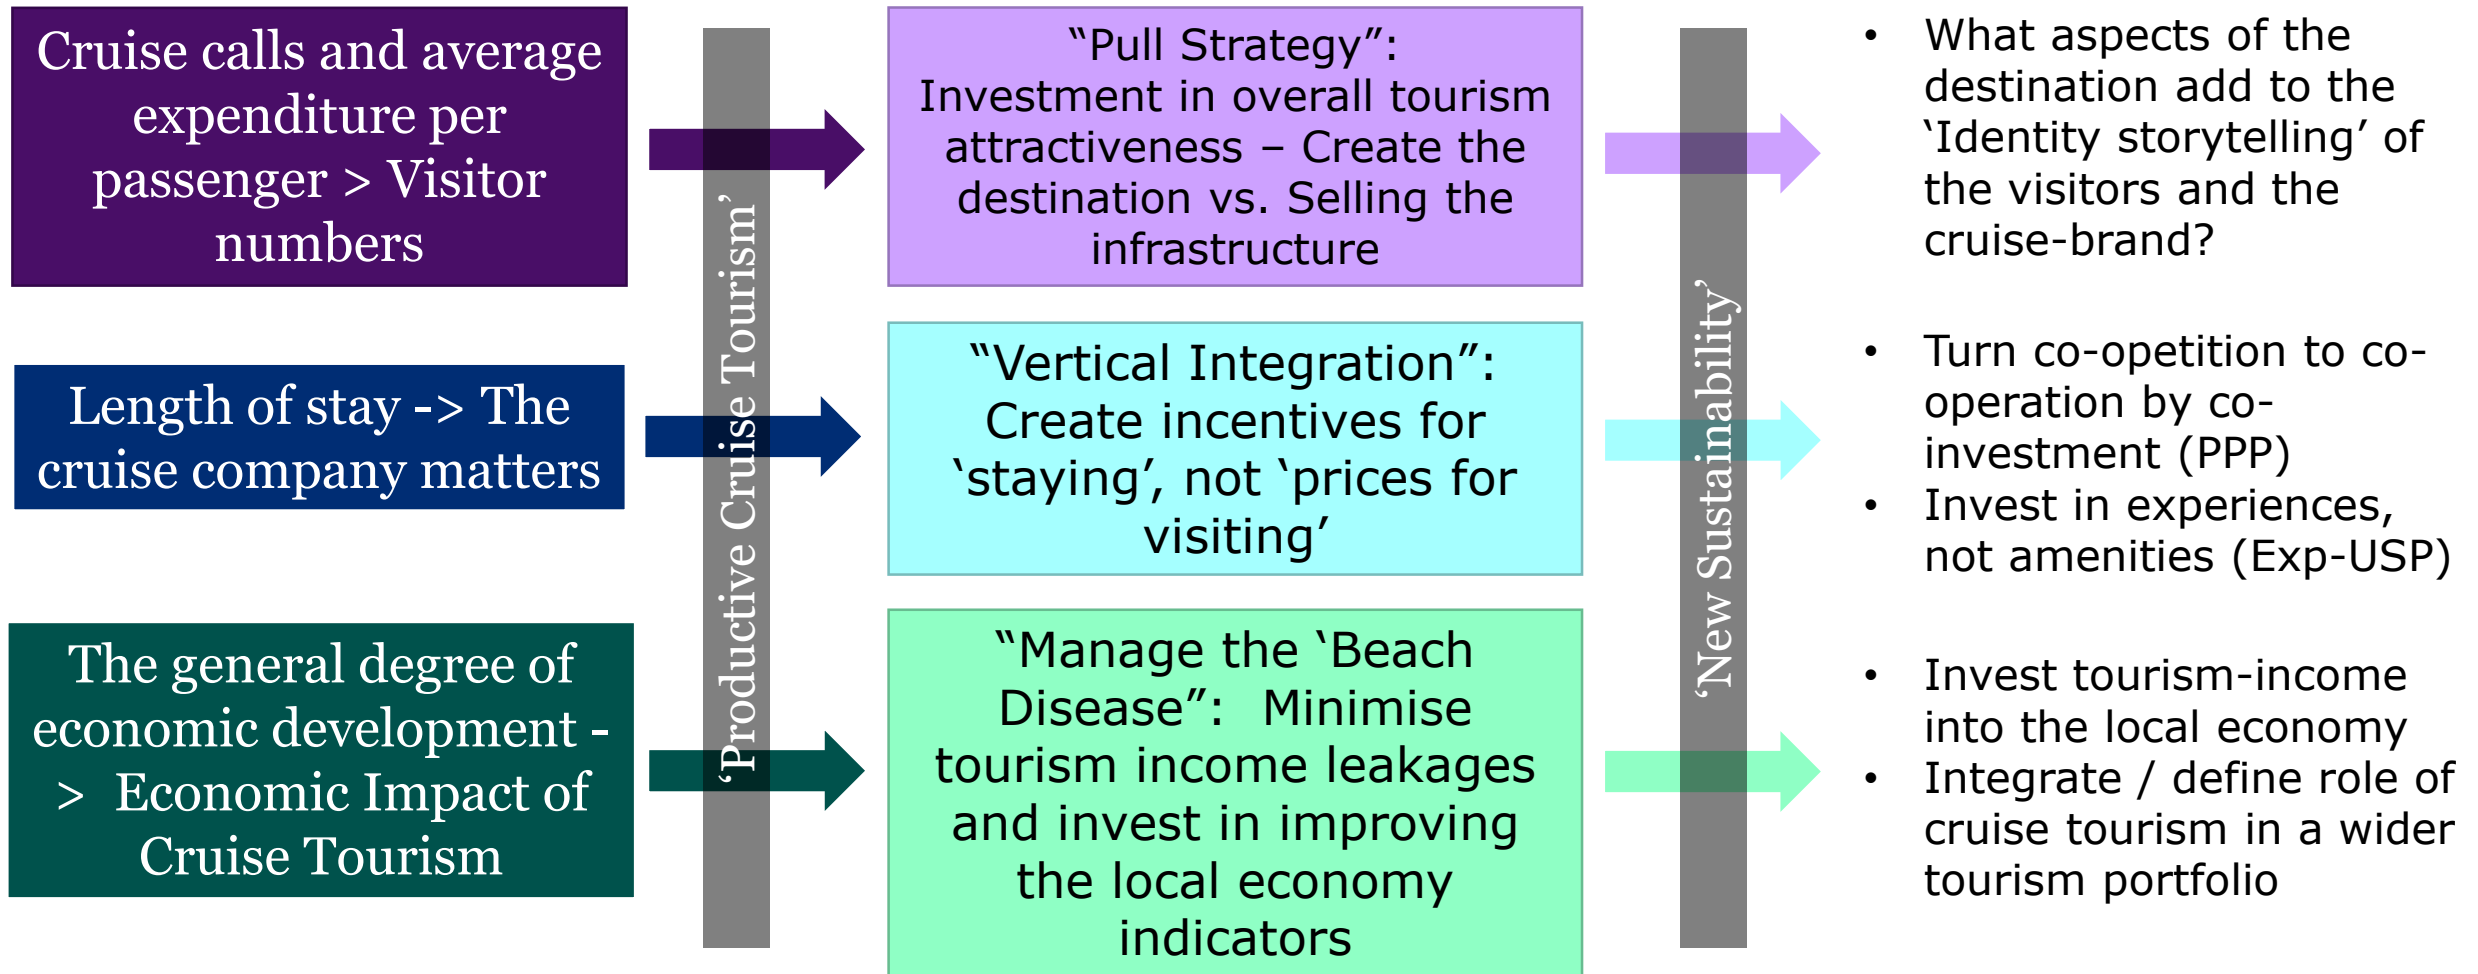 Cruise calls and average
expenditure per
passenger > Visitor
numbers
Length of stay -> The
cruise company matters
The general degree of
economic development -
> Economic Impact of
Cruise Tourism
‘Productive Cruise Tourism’
“Pull Strategy”:
Investment in overall tourism
attractiveness – Create the
destination vs. Selling the
infrastructure
“Vertical Integration”:
Create incentives for
‘staying’, not ‘prices for
visiting’
“Manage the ‘Beach
Disease”: Minimise
tourism income leakages
and invest in improving
the local economy
indicators
‘New Sustainability’
• What aspects of the
destination add to the
‘Identity storytelling’ of
the visitors and the
cruise-brand?
• Turn co-opetition to co-
operation by co-
investment (PPP)
• Invest in experiences,
not amenities (Exp-USP)
• Invest tourism-income
into the local economy
• Integrate / define role of
cruise tourism in a wider
tourism portfolio